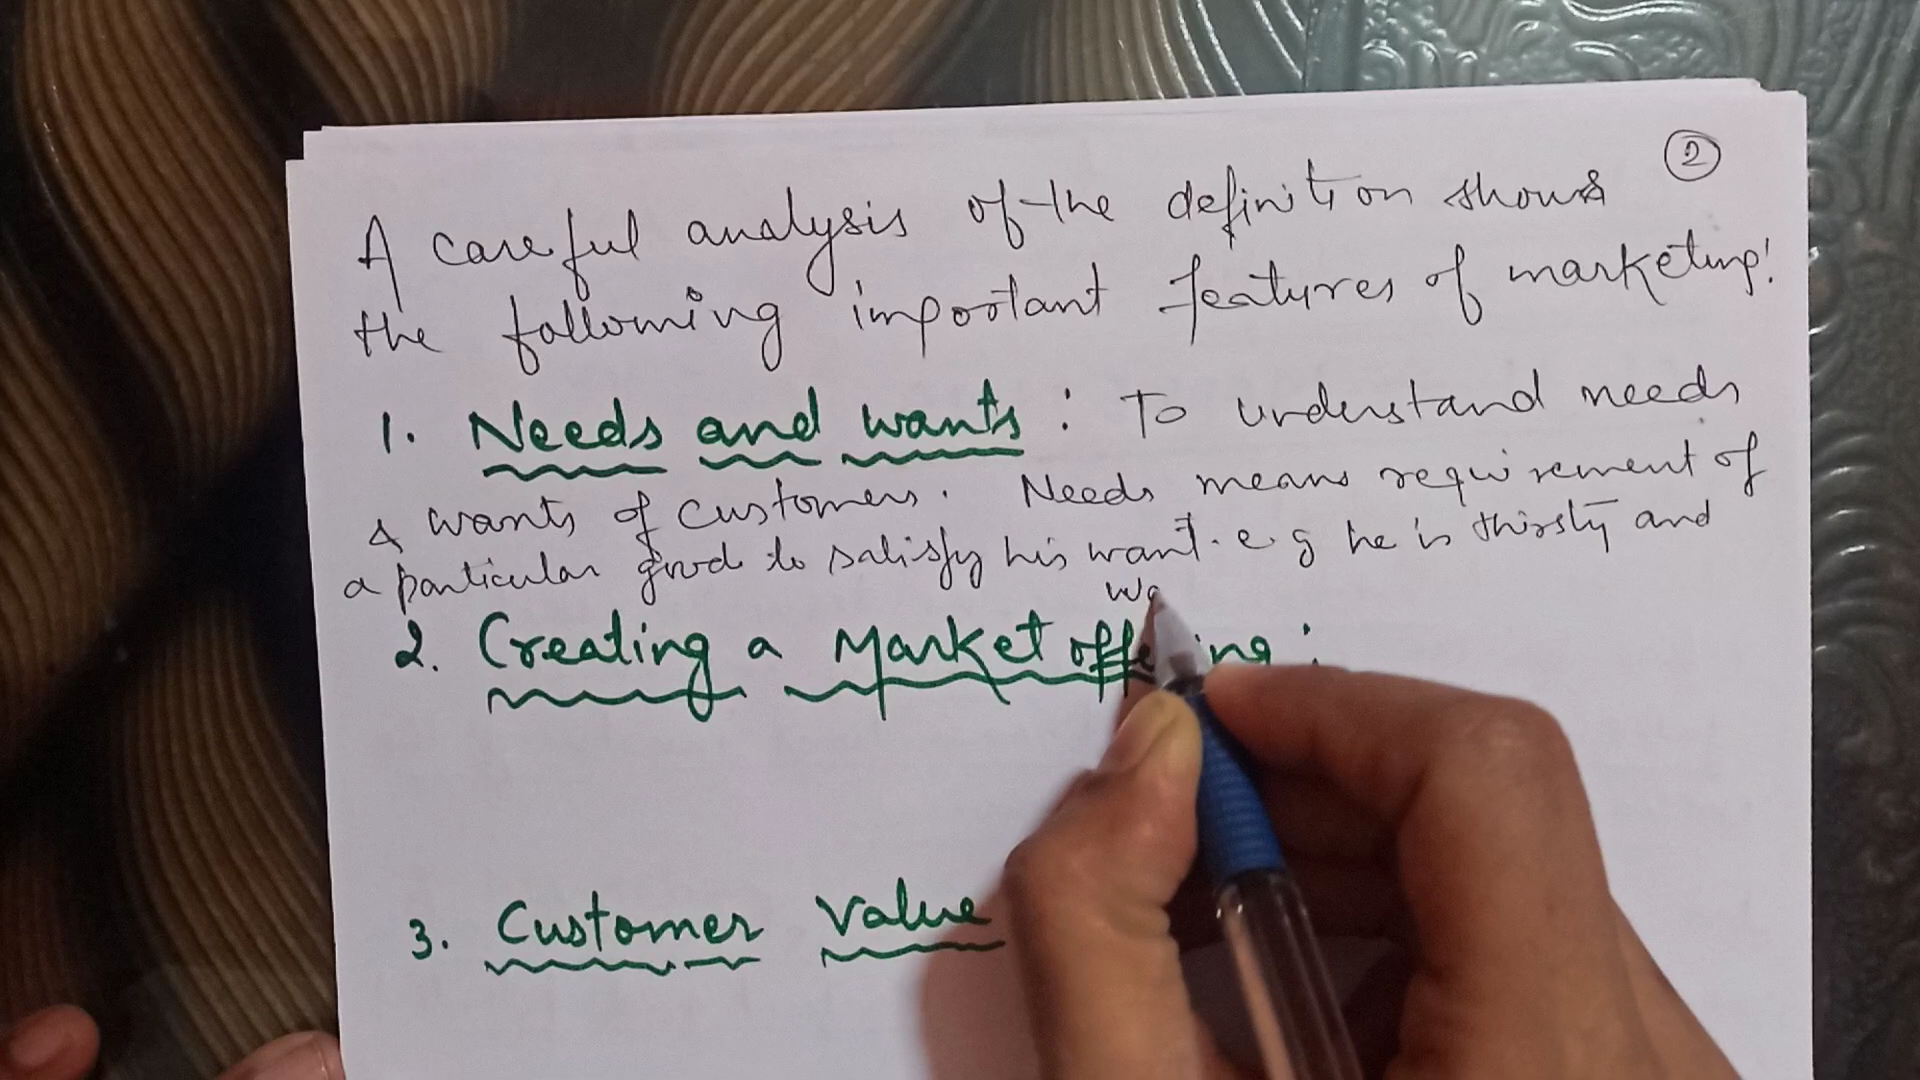 2
A careful analysis of the definition shows
the following important features of marketing:
1. Needs and wants : To understand needs
& wants of customers. Needs means requirement of
a particular good to satisfy his want. e.g he is thirsty and
wa
2. Creating a Market offering :
3. Customer Value